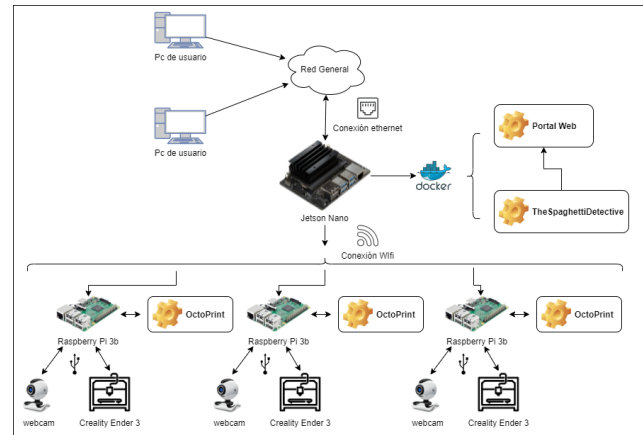 Pc de usuario
Red General
Pc de usuario
Conexión ethernet
Portal Web
docker
Jetson Nano
TheSpaghettiDetective
Conexión WIfi
OctoPrint
OctoPrint
OctoPrint
Raspberry Pi 3b
Raspberry Pi 3b
Raspberry Pi 3b
webcam
Creality Ender 3
webcam
Creality Ender 3
webcam
Creality Ender 3